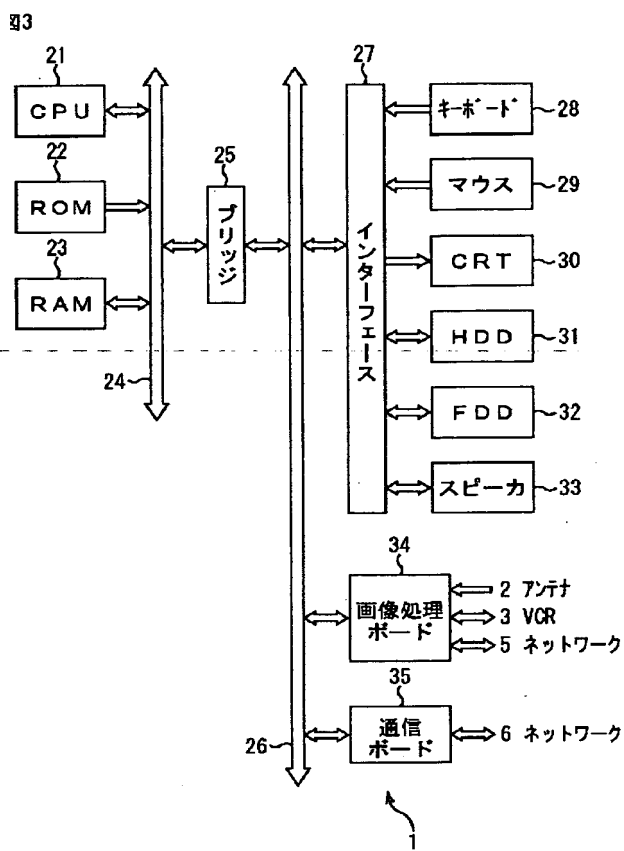 図3
21
CPU
22
ROM
23
RAM
24
25
ブリッジ
26
27
インターフェース
キーボード 28
マウス 29
CRT 30
HDD 31
FDD 32
スピーカ 33
34
画像処理
ボード
2 アンテナ
3 VCR
5 ネットワーク
35
通信
ボード
6 ネットワーク
1